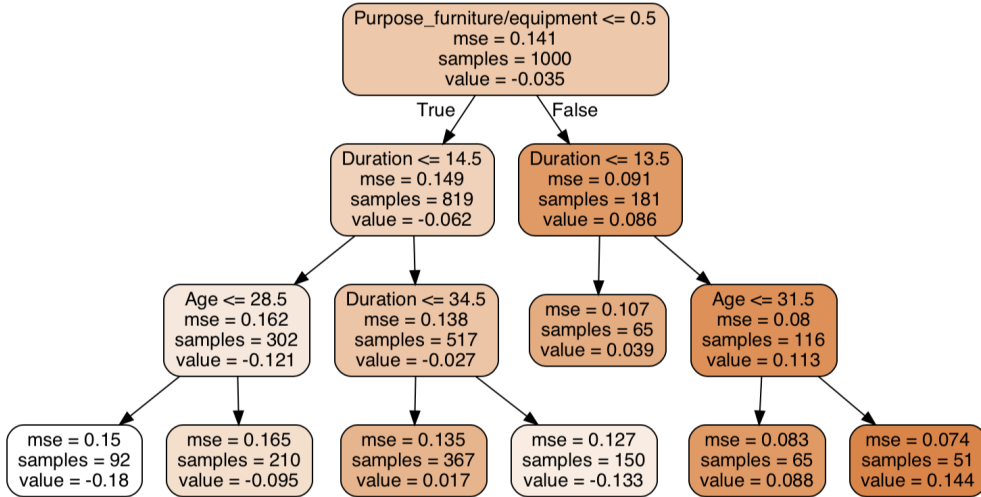 Purpose_furniture/equipment <= 0.5
mse = 0.141
samples = 1000
value = -0.035
True
False
Duration <= 14.5
mse = 0.149
samples = 819
value = -0.062
Duration <= 13.5
mse = 0.091
samples = 181
value = 0.086
Age <= 28.5
mse = 0.162
samples = 302
value = -0.121
Duration <= 34.5
mse = 0.138
samples = 517
value = -0.027
mse = 0.107
samples = 65
value = 0.039
Age <= 31.5
mse = 0.08
samples = 116
value = 0.113
mse = 0.15
samples = 92
value = -0.18
mse = 0.165
samples = 210
value = -0.095
mse = 0.135
samples = 367
value = 0.017
mse = 0.127
samples = 150
value = -0.133
mse = 0.083
samples = 65
value = 0.088
mse = 0.074
samples = 51
value = 0.144